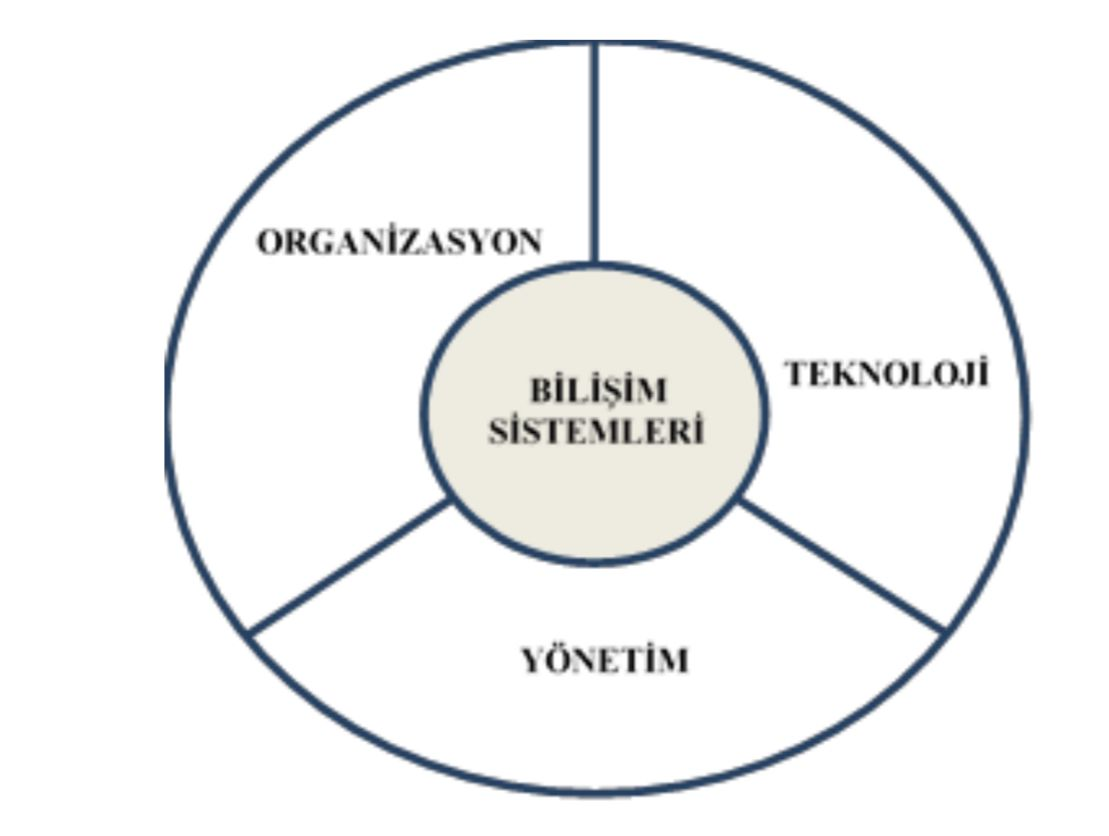 ORGANİZASYON
TEKNOLOJİ
BİLİŞİM
SİSTEMLERİ
YÖNETİM